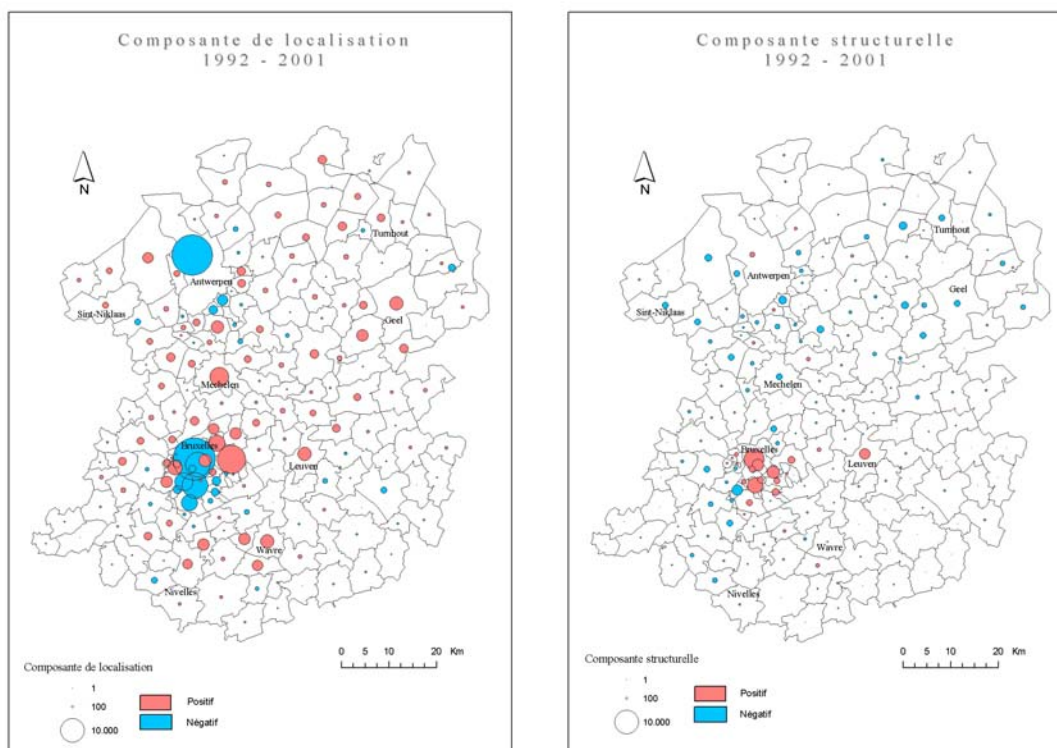 Composante de localisation
1992 - 2001
N
Turnhout
Antwerpen
Sint-Niklaas
Geel
Mechelen
Bruxelles
Leuven
Wavre
Nivelles
0 5 10 20 Km
Composante de localisation
1
100
10.000
Positif
Négatif
Composante structurelle
1992 - 2001
N
Turnhout
Antwerpen
Geel
Sint-Niklaas
Mechelen
Bruxelles
Leuven
Wavre
Nivelles
0 5 10 20 Km
Composante structurelle
1
100
10.000
Positif
Négatif